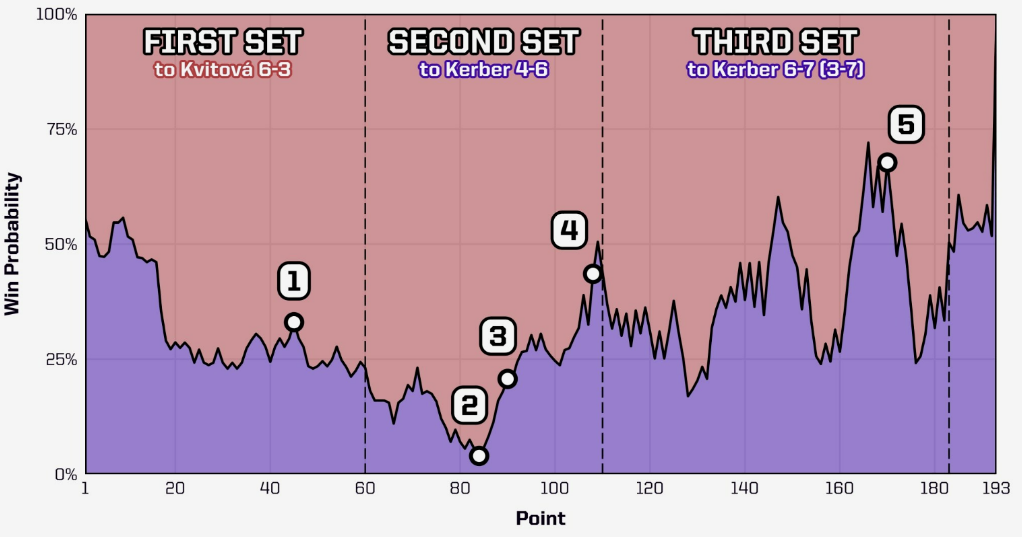 100%
75%
50%
25%
0%
Win Probability
FIRST SET
to Kvitová 6-3
SECOND SET
to Kerber 4-6
THIRD SET
to Kerber 6-7 (3-7)
1
2
3
4
5
1 20 40 60 80 100 120 140 160 180 193
Point